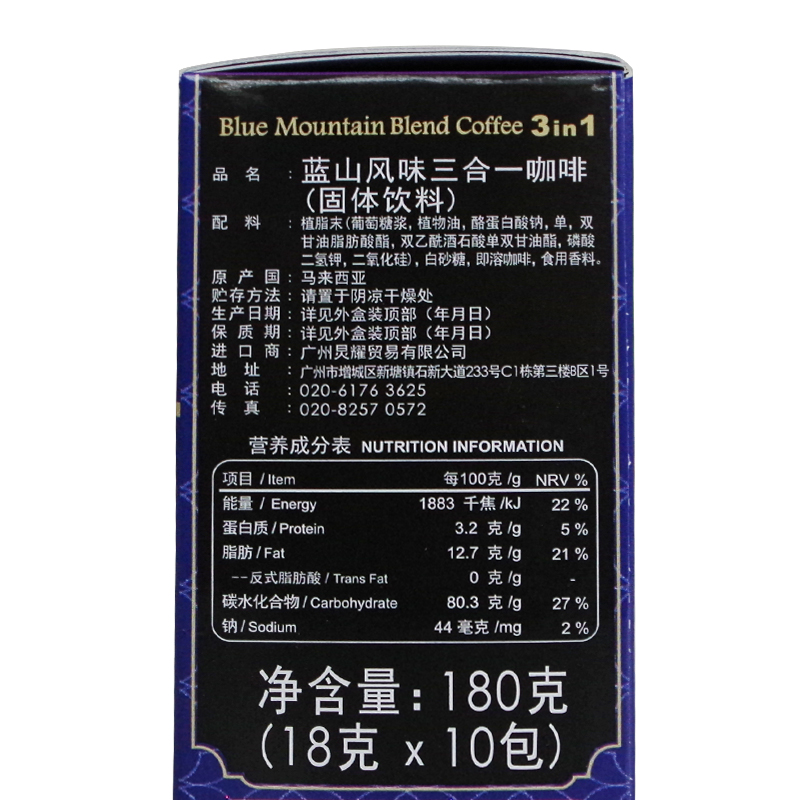 Blue Mountain Blend Coffee 3in1
品 名 : 蓝山风味三合一咖啡
(固体饮料)
配 料 : 植脂末(葡萄糖浆, 植物油, 酪蛋白酸钠, 单, 双
甘油脂肪酸酯, 双乙酰酒石酸单双甘油酯, 磷酸
二氢钾, 二氧化硅), 白砂糖, 即溶咖啡, 食用香料。
原 产 国 : 马来西亚
贮存方法 : 请置于阴凉干燥处
生产日期 : 详见外盒装顶部 (年月日)
保 质 期 : 详见外盒装顶部 (年月日)
进 口 商 : 广州炅耀贸易有限公司
地 址 : 广州市增城区新塘镇石新大道233号C1栋第三楼8区1号
电 话 : 020-6176 3625
传 真 : 020-8257 0572
营养成分表 NUTRITION INFORMATION
项目 / Item 每100克 /g NRV %
能量 / Energy 1883 千焦 /kJ 22 %
蛋白质 / Protein 3.2 克 /g 5 %
脂肪 / Fat 12.7 克 /g 21 %
--反式脂肪酸 / Trans Fat 0 克 /g -
碳水化合物 / Carbohydrate 80.3 克 /g 27 %
钠 / Sodium 44 毫克 /mg 2 %
净含量: 180克
(18克 x 10包)